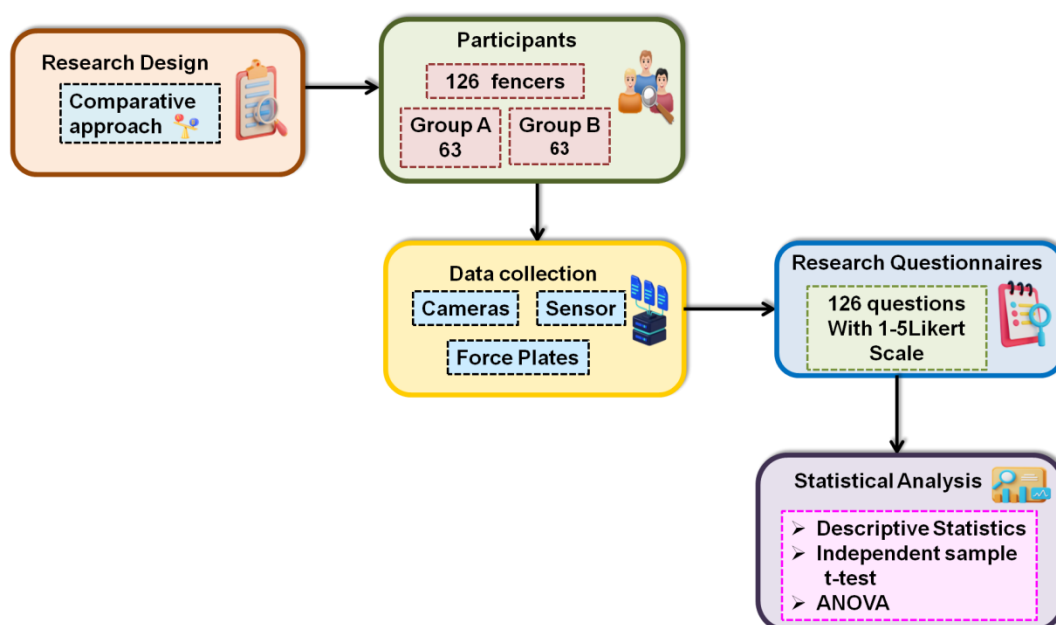 Research Design
Comparative
approach
Participants
126 fencers
Group A
63
Group B
63
Data collection
Cameras
Sensor
Force Plates
Research Questionnaires
126 questions
With 1-5Likert
Scale
Statistical Analysis
➢ Descriptive Statistics
➢ Independent sample
t-test
➢ ANOVA